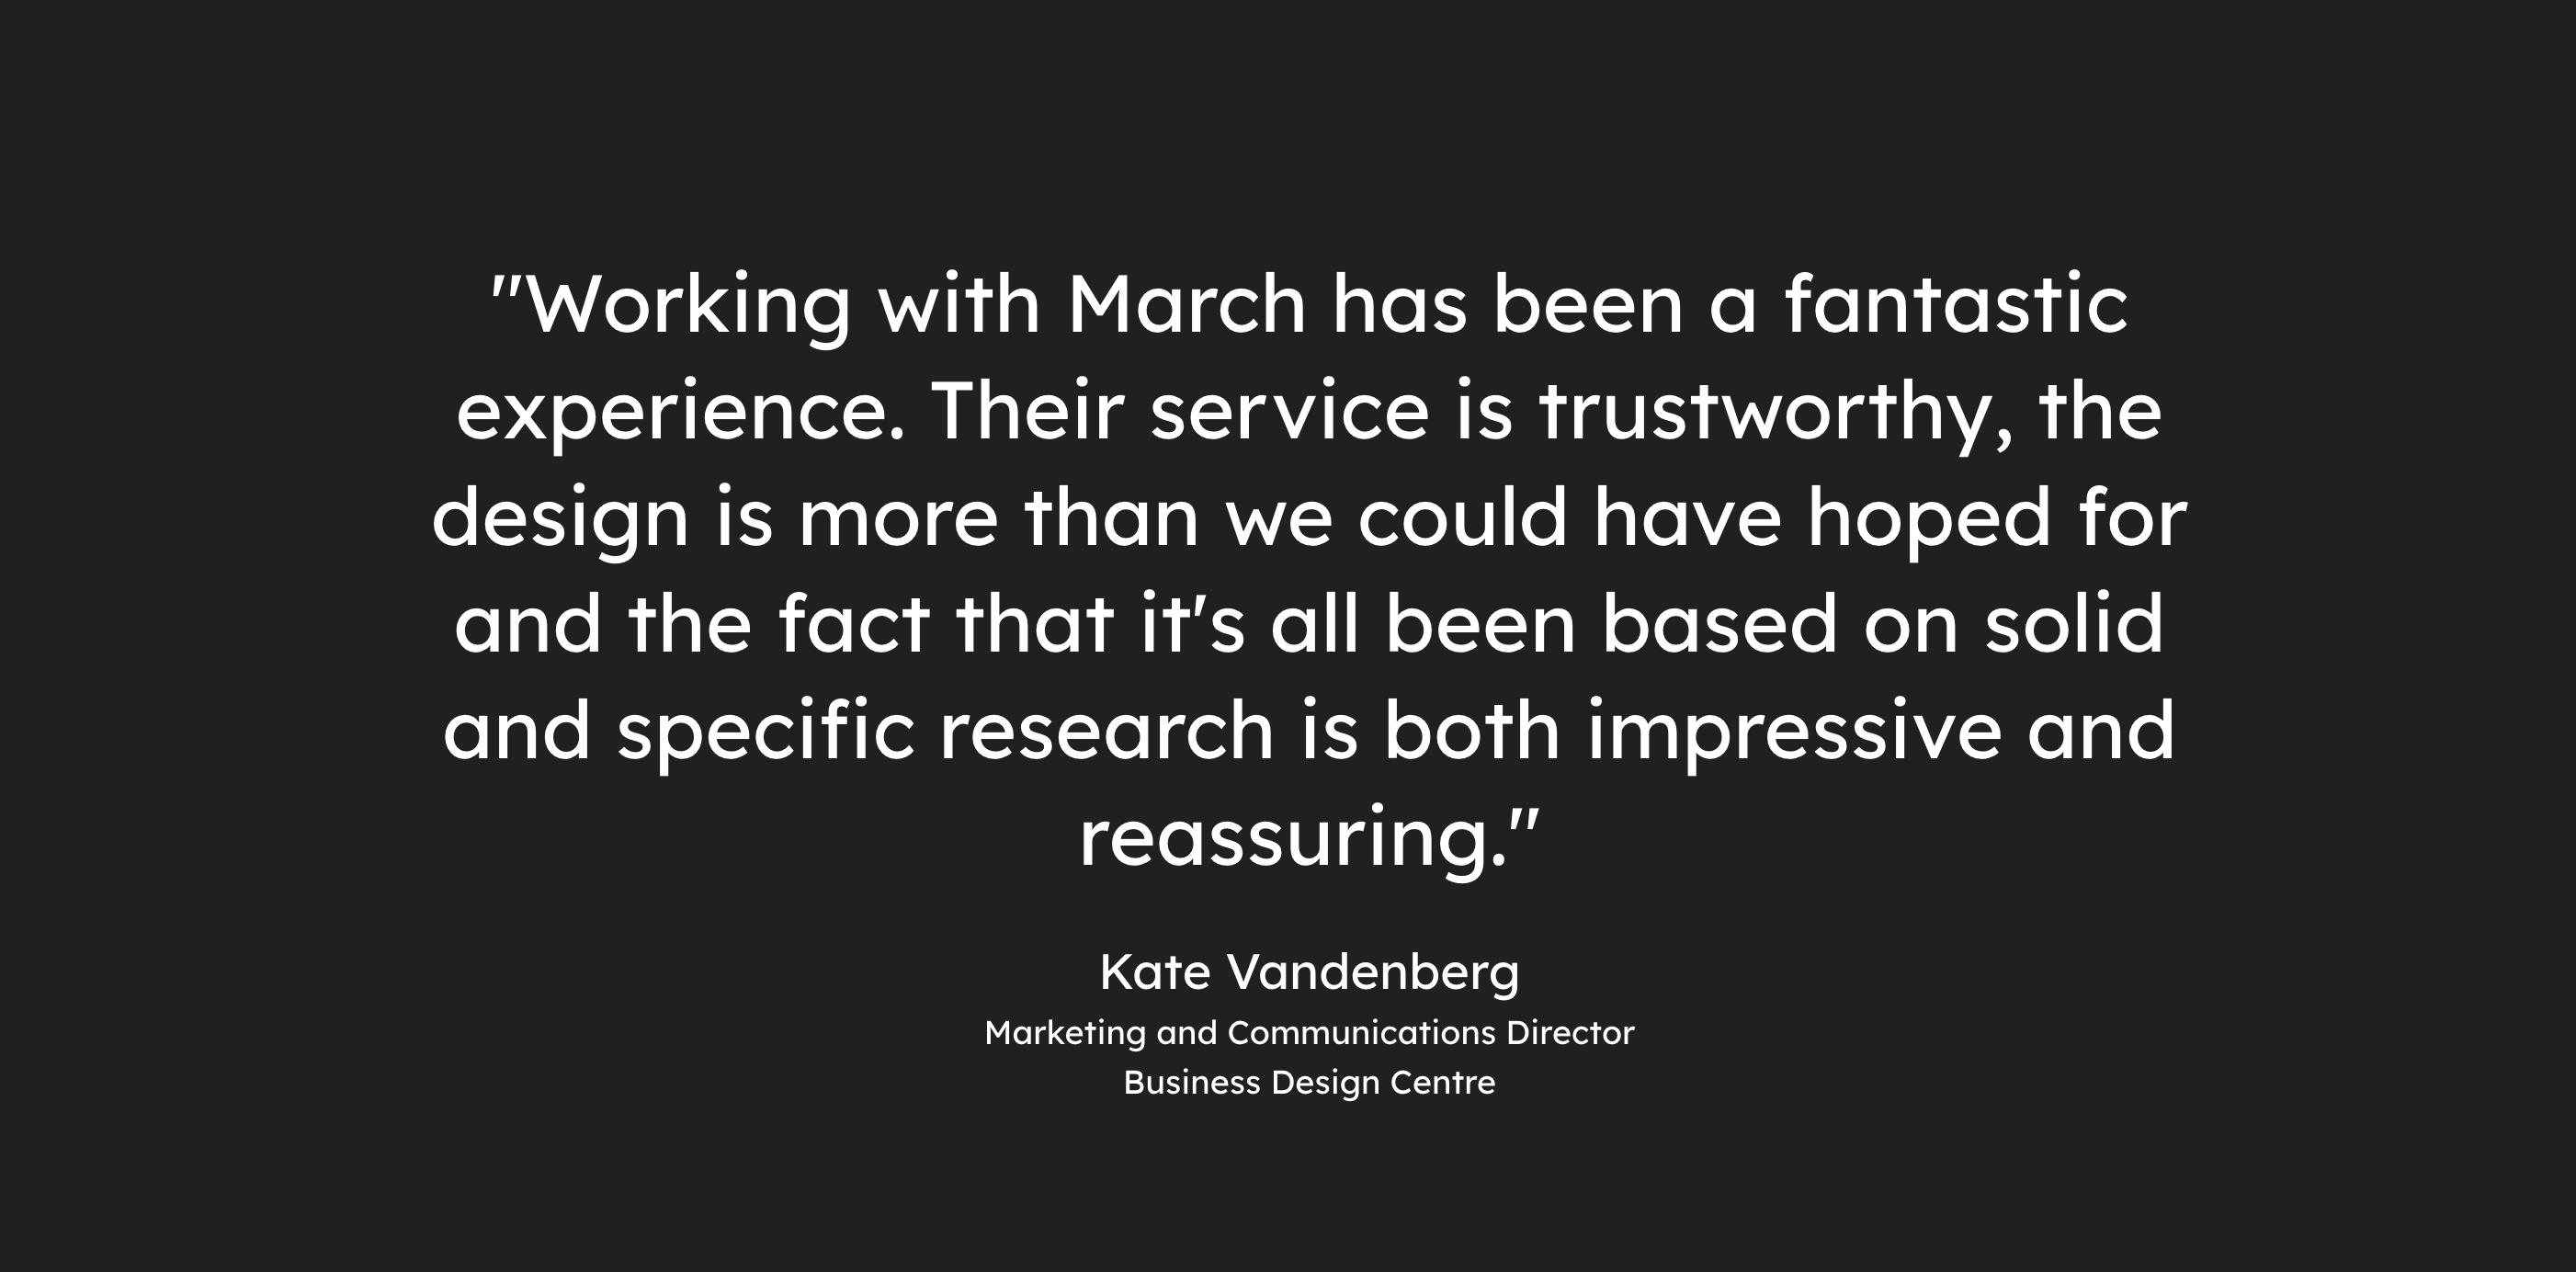 "Working with March has been a fantastic
experience. Their service is trustworthy, the
design is more than we could have hoped for
and the fact that it's all been based on solid
and specific research is both impressive and
reassuring."
Kate Vandenberg
Marketing and Communications Director
Business Design Centre